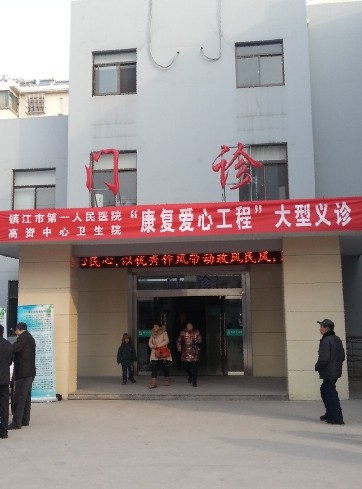 门 诊
镇江市第一人民医院
高资中心卫生院
“康复爱心工程”大型义诊
民心，以优秀作风带动政风民风，
门 诊